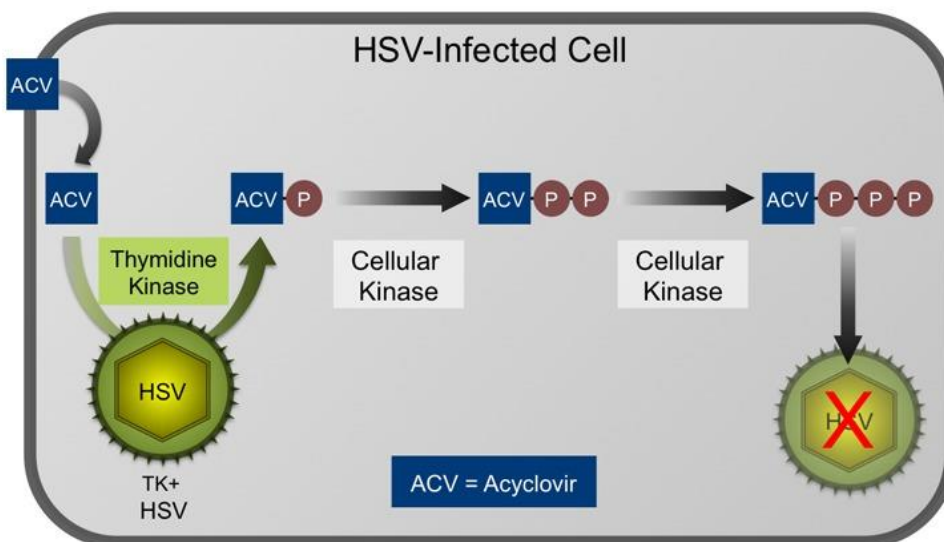 HSV-Infected Cell
ACV
ACV
ACV P
ACV P P
ACV P P P
Thymidine
Kinase
Cellular
Kinase
Cellular
Kinase
HSV
HSV
TK+
HSV
ACV = Acyclovir